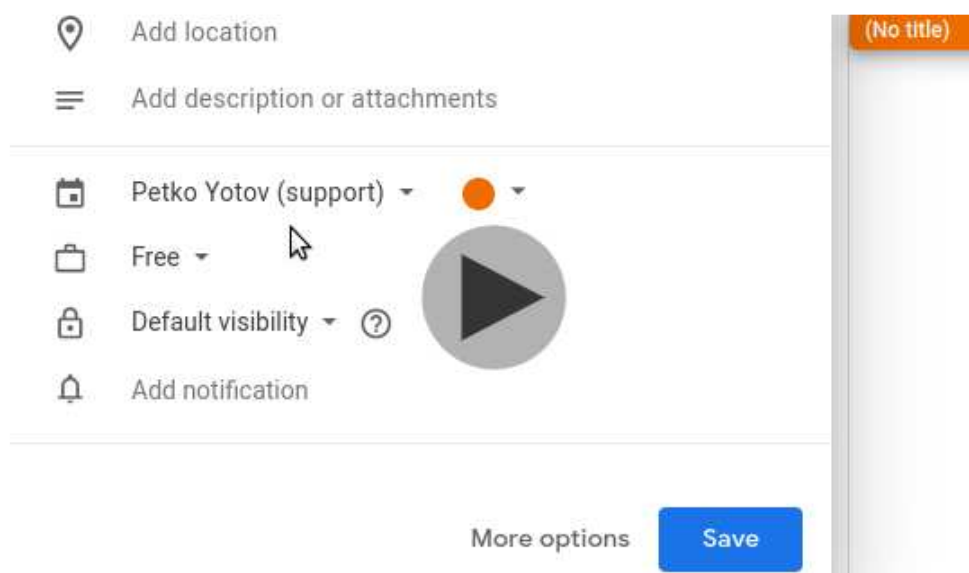 Add location
(No title)
Add description or attachments
Petko Yotov (support)
Free
Default visibility
Add notification
More options
Save